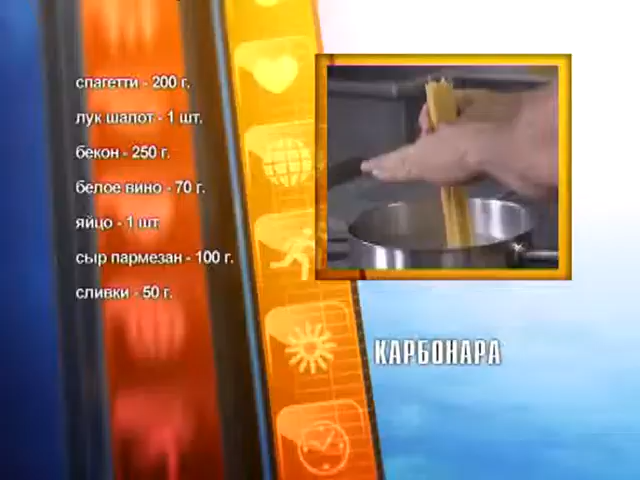 спагетти - 200 г.
лук шалот - 1 шт.
бекон - 250 г.
белое вино - 70 г.
яйцо - 1 шт
сыр пармезан - 100 г.
сливки - 50 г.
КАРБОНАРА